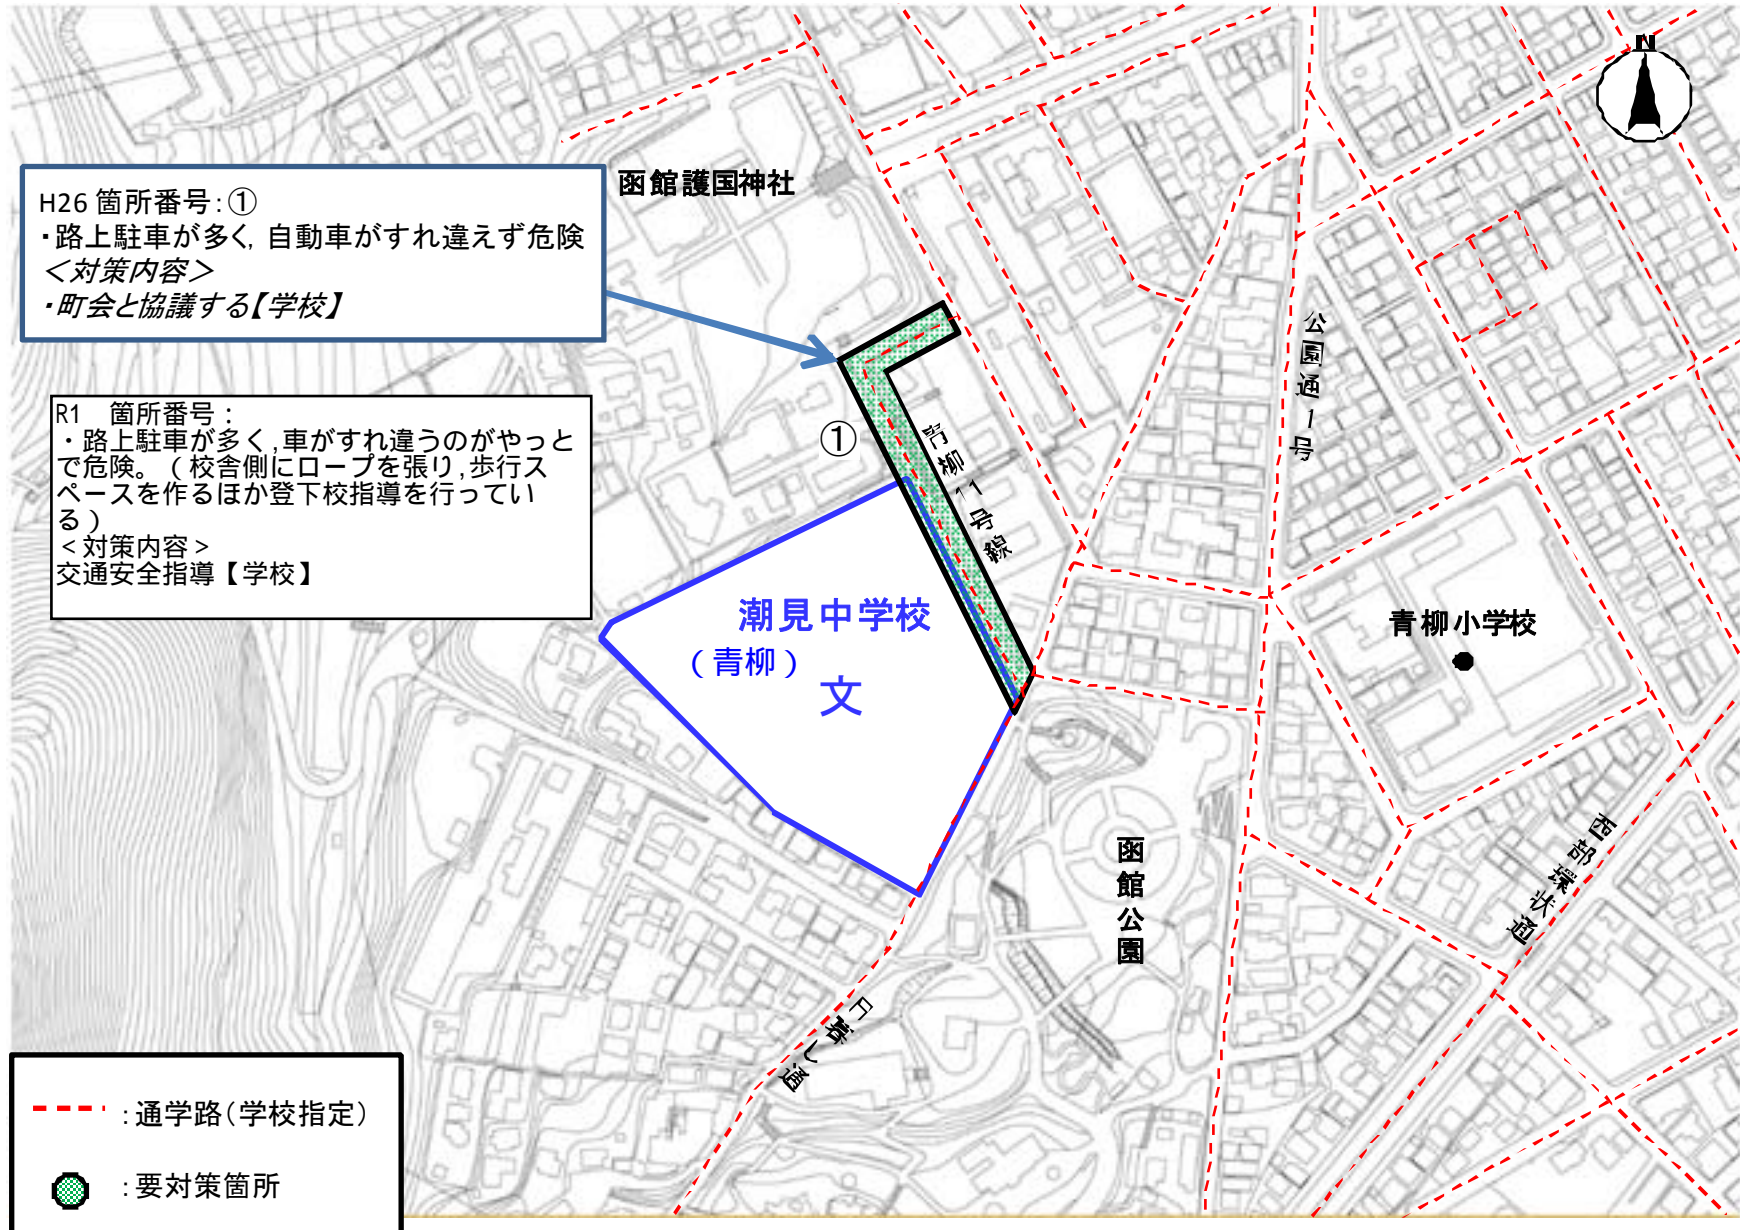 N
函館護国神社
H26 箇所番号:①
・路上駐車が多く, 自動車がすれ違えず危険
＜対策内容＞
・町会と協議する【学校】
R1　箇所番号：
・路上駐車が多く,車がすれ違うのがやっと
で危険。（校舎側にロープを張り,歩行ス
ペースを作るほか登下校指導を行ってい
る）
＜対策内容＞
交通安全指導【学校】
①
青柳11号線
公園通1号
潮見中学校
（青柳）
文
青柳小学校
函館公園
西部環状通
:通学路(学校指定)
:要対策箇所